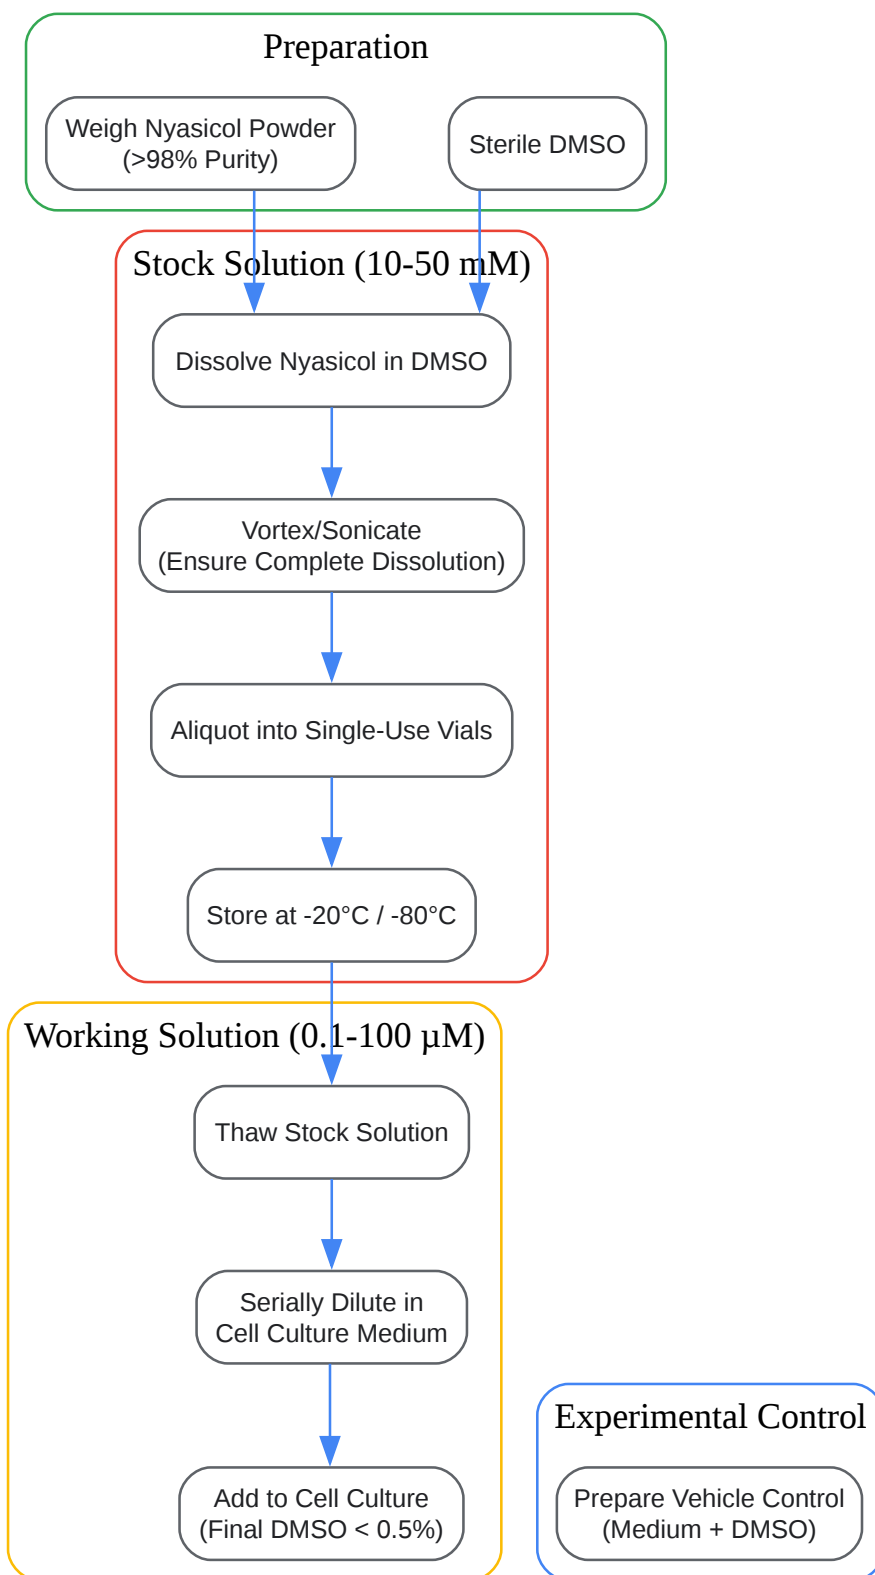 Preparation
Weigh Nyasicol Powder
(>98% Purity)
Sterile DMSO
Stock Solution (10-50 mM)
Dissolve Nyasicol in DMSO
Vortex/Sonicate
(Ensure Complete Dissolution)
Aliquot into Single-Use Vials
Store at -20°C / -80°C
Working Solution (0.1-100 µM)
Thaw Stock Solution
Serially Dilute in
Cell Culture Medium
Add to Cell Culture
(Final DMSO < 0.5%)
Experimental Control
Prepare Vehicle Control
(Medium + DMSO)